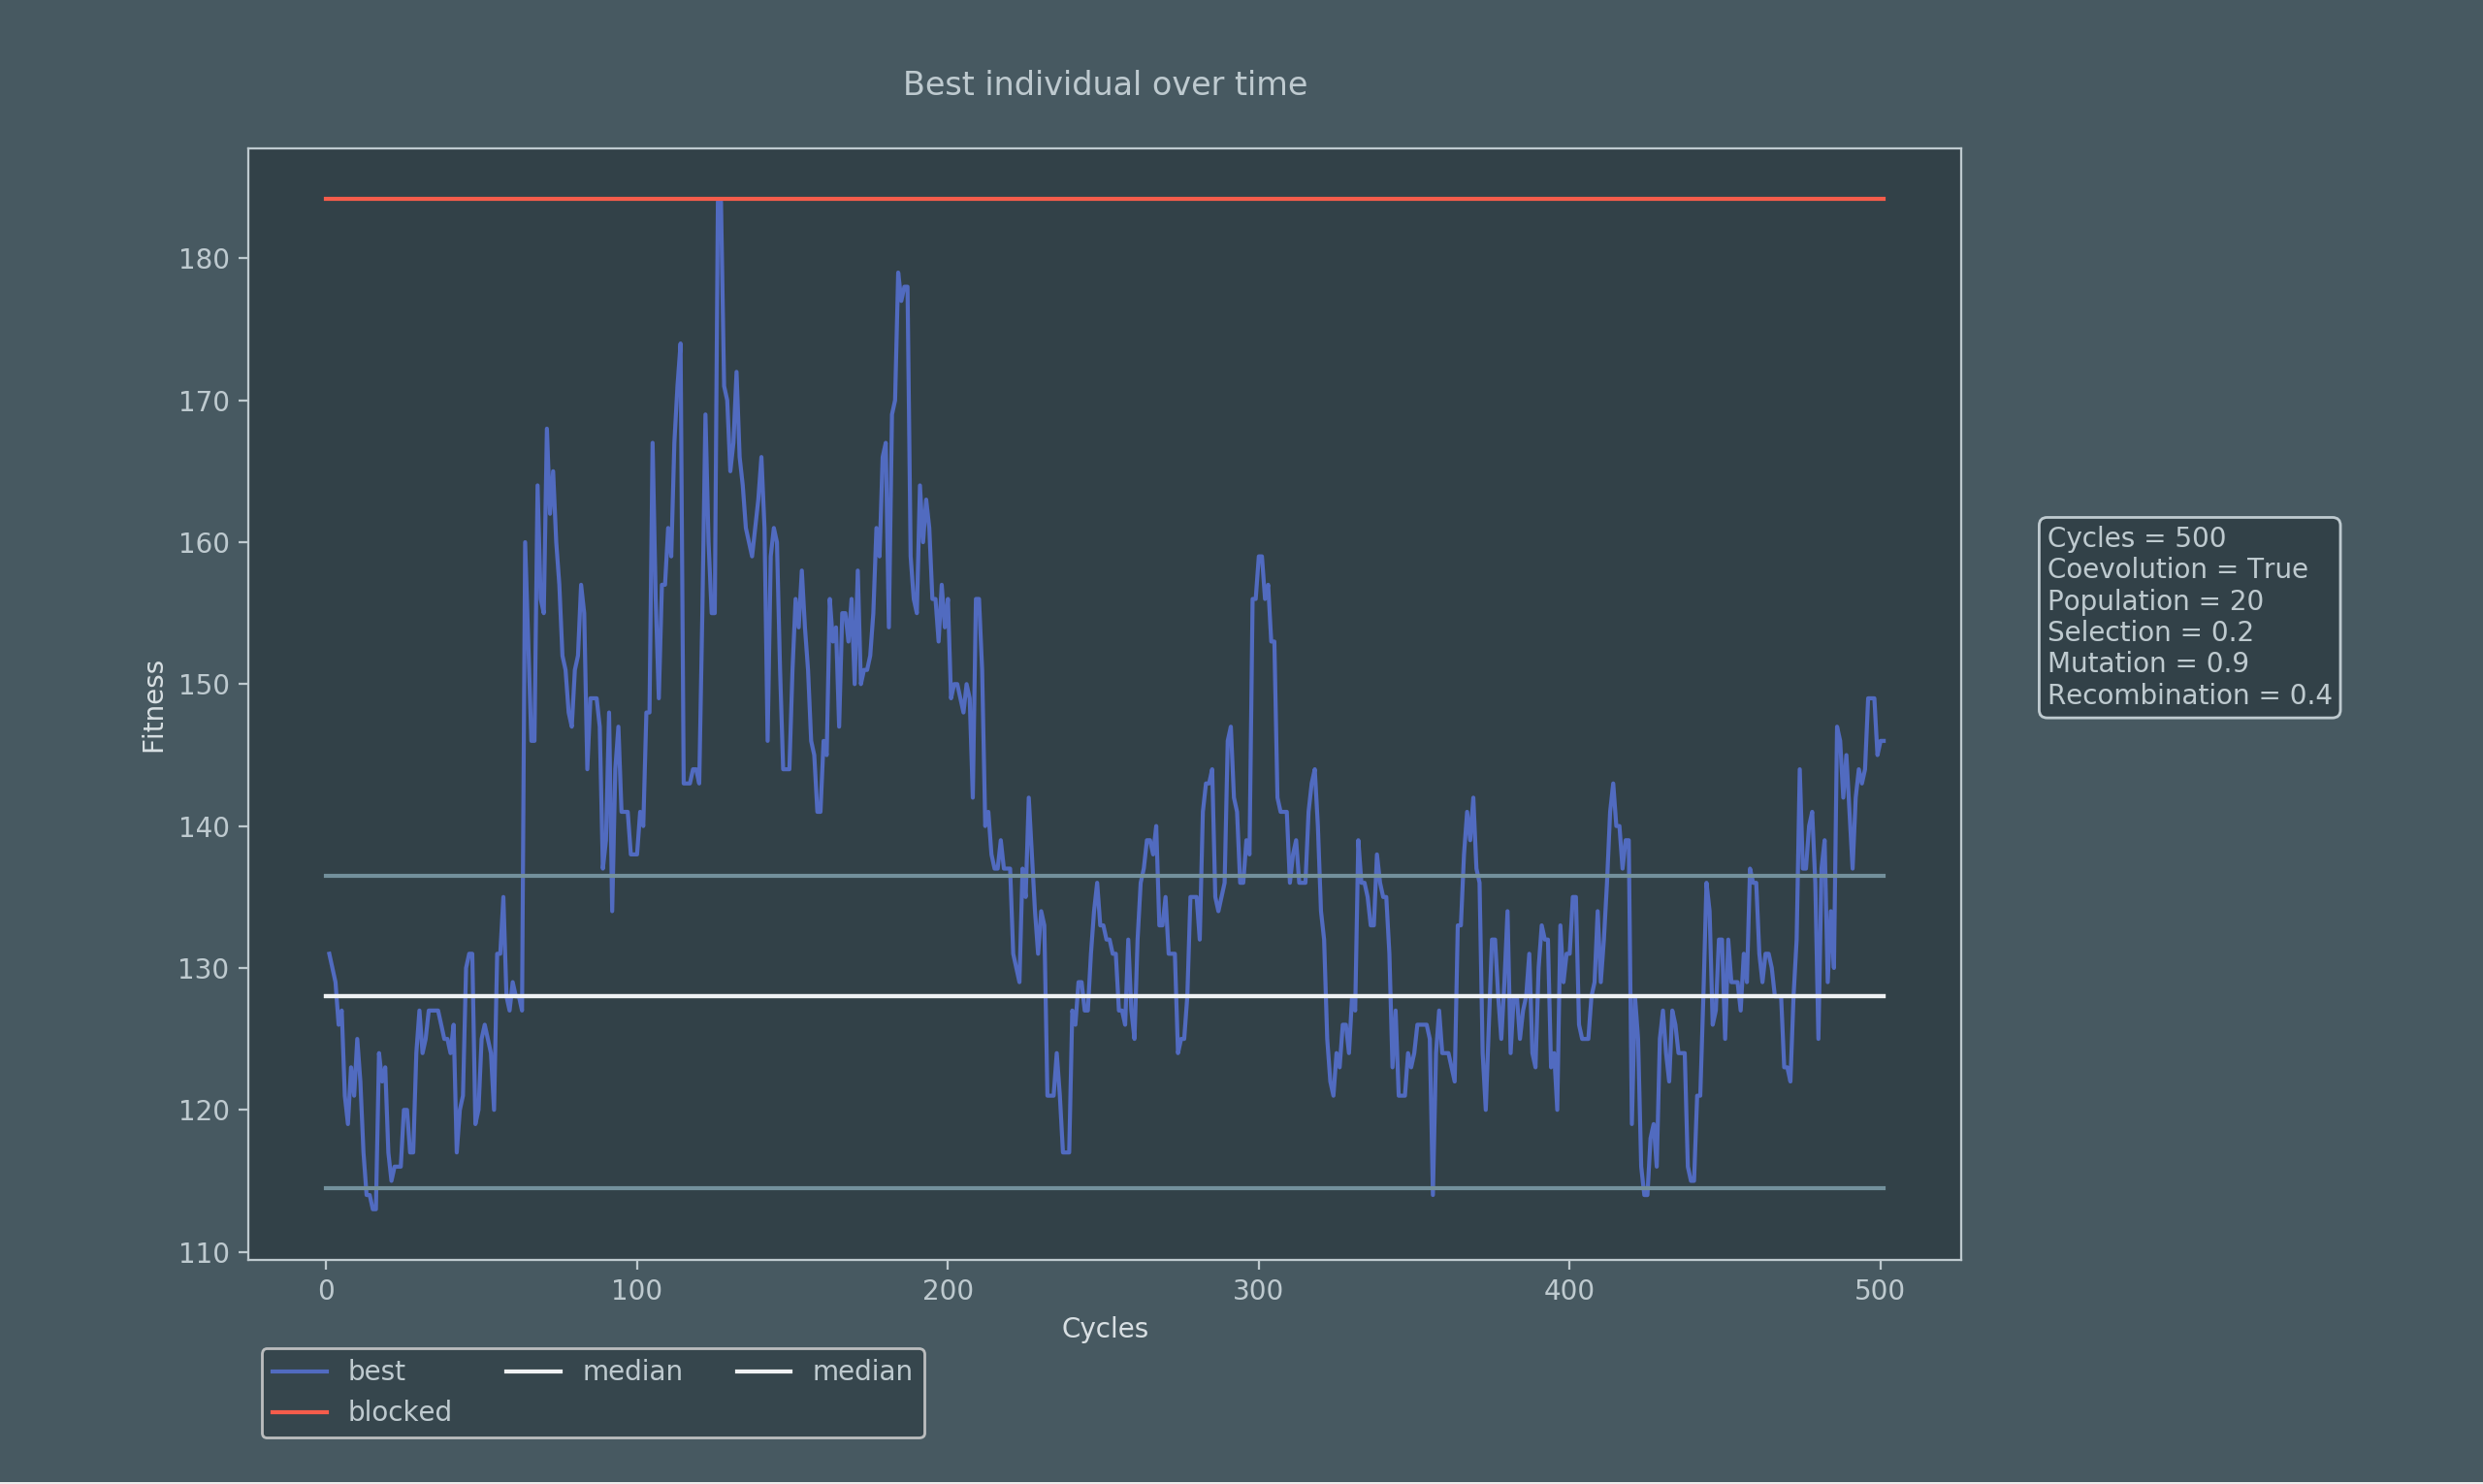 Best individual over time
180
170
160
150
140
130
120
110
Fitness
0 100 200 300 400 500
Cycles
Cycles = 500
Coevolution = True
Population = 20
Selection = 0.2
Mutation = 0.9
Recombination = 0.4
best median median
blocked